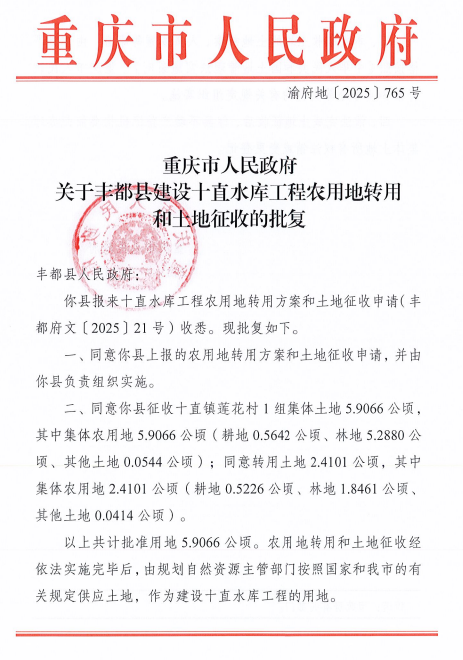 重庆市人民政府
渝府地〔2025〕765号
重庆市人民政府
关于丰都县建设十直水库工程农用地转用
和土地征收的批复
丰都县人民政府：
你县报来十直水库工程农用地转用方案和土地征收申请（丰
都府文〔2025〕21号）收悉。现批复如下。
一、同意你县上报的农用地转用方案和土地征收申请，并由
你县负责组织实施。
二、同意你县征收十直镇莲花村1组集体土地5.9066公顷，
其中集体农用地5.9066公顷（耕地0.5642公顷、林地5.2880公
顷、其他土地0.0544公顷）；同意转用土地2.4101公顷，其中
集体农用地2.4101公顷（耕地0.5226公顷、林地1.8461公顷、
其他土地0.0414公顷）。
以上共计批准用地5.9066公顷。农用地转用和土地征收经
依法实施完毕后，由规划自然资源主管部门按照国家和我市的有
关规定供应土地，作为建设十直水库工程的用地。